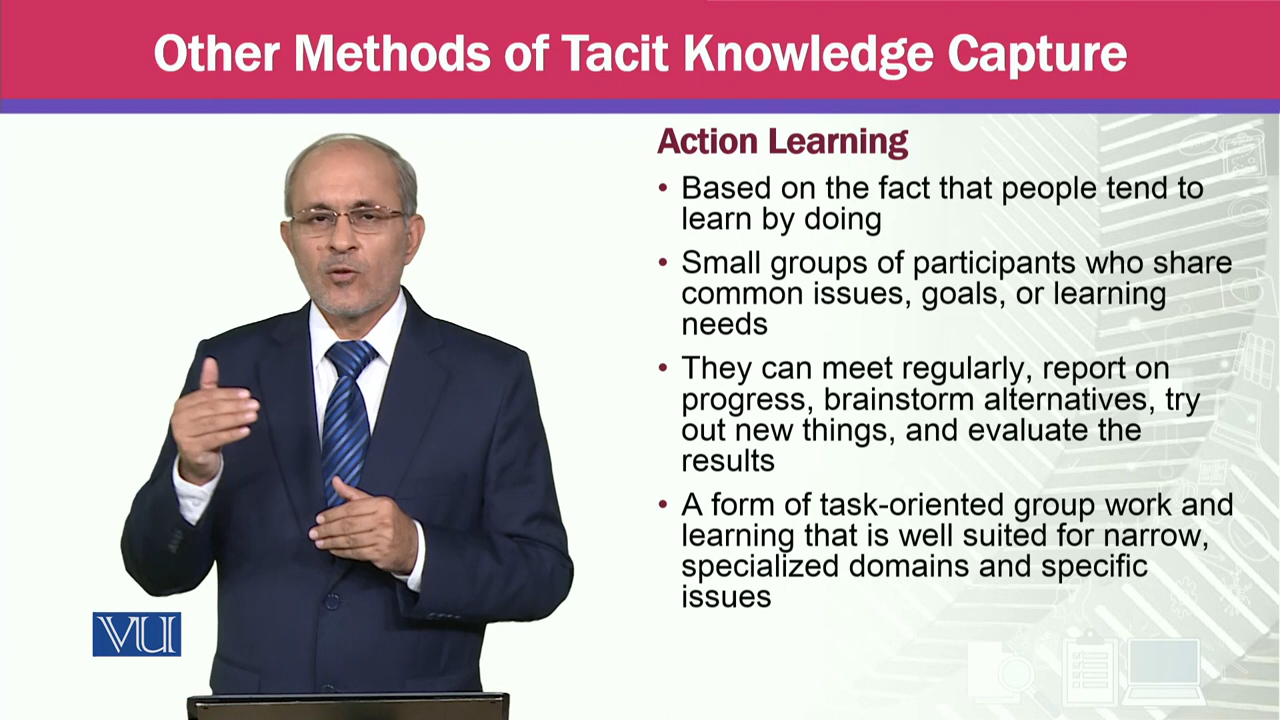 Other Methods of Tacit Knowledge Capture
Action Learning
• Based on the fact that people tend to
learn by doing
• Small groups of participants who share
common issues, goals, or learning
needs
• They can meet regularly, report on
progress, brainstorm alternatives, try
out new things, and evaluate the
results
• A form of task-oriented group work and
learning that is well suited for narrow,
specialized domains and specific
issues
VU